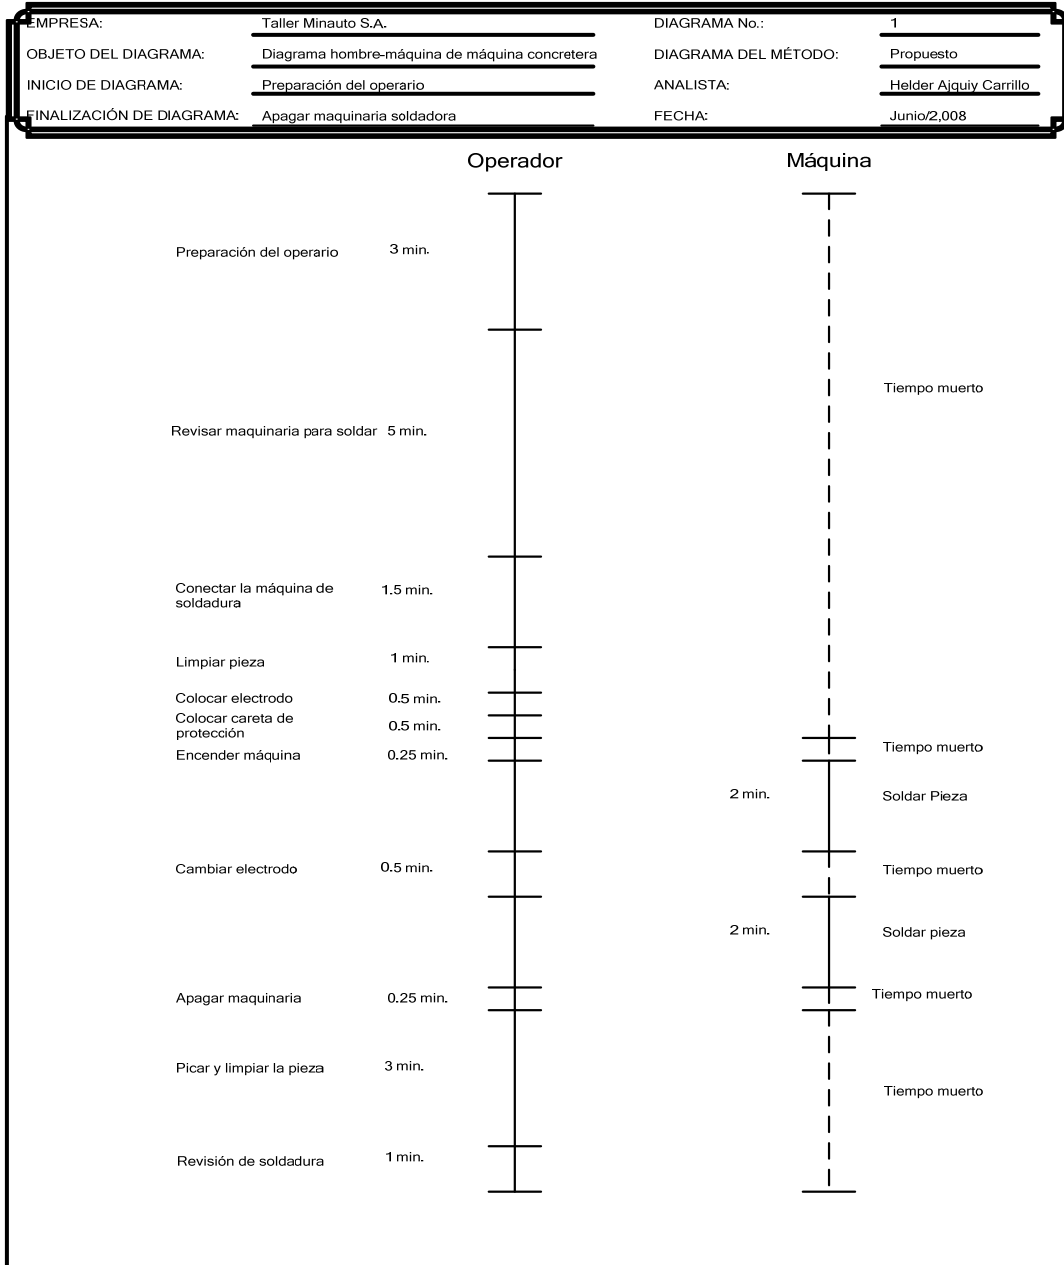 EMPRESA: Taller Minauto S.A. DIAGRAMA No.: 1
OBJETO DEL DIAGRAMA: Diagrama hombre-máquina de máquina concretera DIAGRAMA DEL MÉTODO: Propuesto
INICIO DE DIAGRAMA: Preparación del operario ANALISTA: Helder Ajquiy Carrillo
FINALIZACIÓN DE DIAGRAMA: Apagar maquinaria soldadora FECHA: Junio/2,008
Operador Máquina
Preparación del operario 3 min.
Tiempo muerto
Revisar maquinaria para soldar 5 min.
Conectar la máquina de
soldadura
1.5 min.
Limpiar pieza 1 min.
Colocar electrodo 0.5 min.
Colocar careta de
protección
0.5 min.
Encender máquina 0.25 min. Tiempo muerto
2 min. Soldar Pieza
Cambiar electrodo 0.5 min. Tiempo muerto
2 min. Soldar pieza
Apagar maquinaria 0.25 min. Tiempo muerto
Picar y limpiar la pieza 3 min.
Tiempo muerto
Revisión de soldadura 1 min.